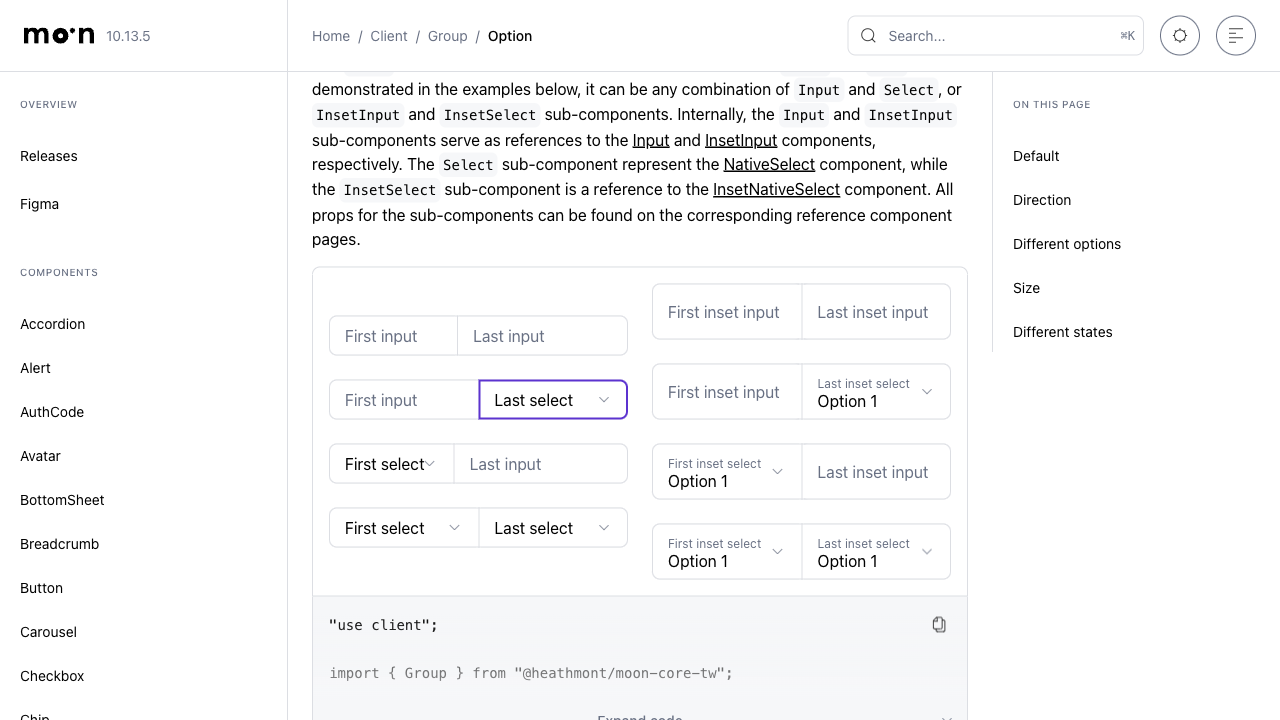 moon 10.13.5
Home / Client / Group / Option
Search... ⌘K
OVERVIEW
Releases
Figma
COMPONENTS
Accordion
Alert
AuthCode
Avatar
BottomSheet
Breadcrumb
Button
Carousel
Checkbox
Chip
demonstrated in the examples below, it can be any combination of Input and Select, or
InsetInput and InsetSelect sub-components. Internally, the Input and InsetInput
sub-components serve as references to the Input and InsetInput components,
respectively. The Select sub-component represent the NativeSelect component, while
the InsetSelect sub-component is a reference to the InsetNativeSelect component. All
props for the sub-components can be found on the corresponding reference component
pages.
First input Last input
First input Last select
First select Last input
First select Last select
First inset input Last inset input
First inset input Last inset select
Option 1
First inset select
Option 1 Last inset input
First inset select Last inset select
Option 1 Option 1
"use client";
import { Group } from "@heathmont/moon-core-tw";
Expand code
ON THIS PAGE
Default
Direction
Different options
Size
Different states